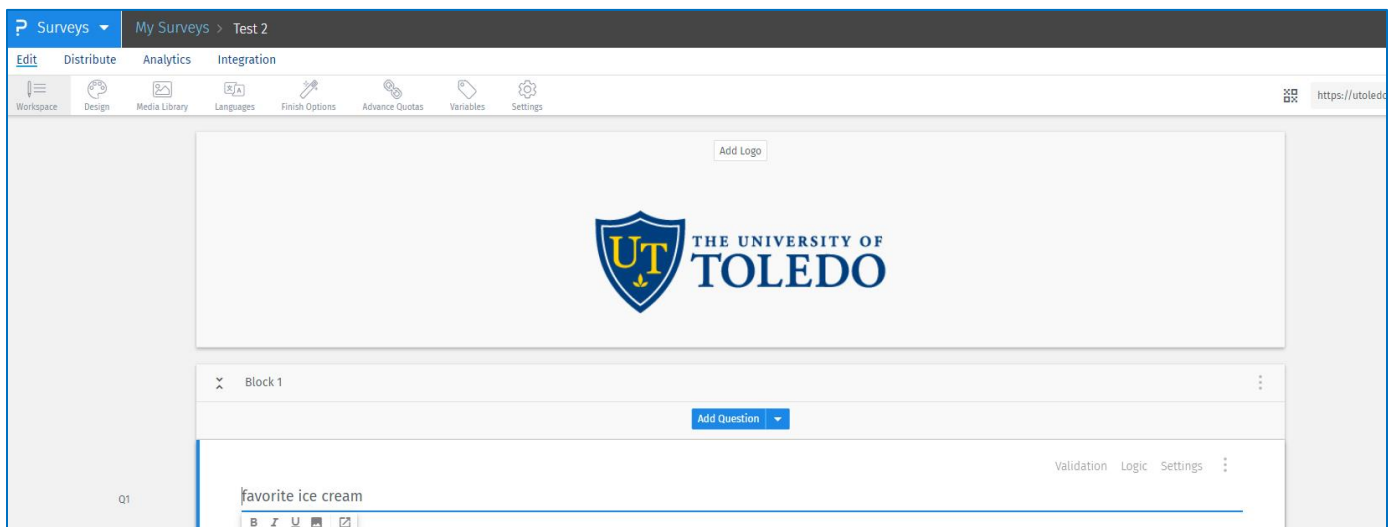 Surveys My Surveys > Test 2
Edit Distribute Analytics Integration
Workspace Design Media Library Languages Finish Options Advance Quotas Variables Settings https://utoledo
Add Logo
UT THE UNIVERSITY OF
TOLEDO
Block 1
Add Question
Validation Logic Settings
Q1 favorite ice cream
B I U